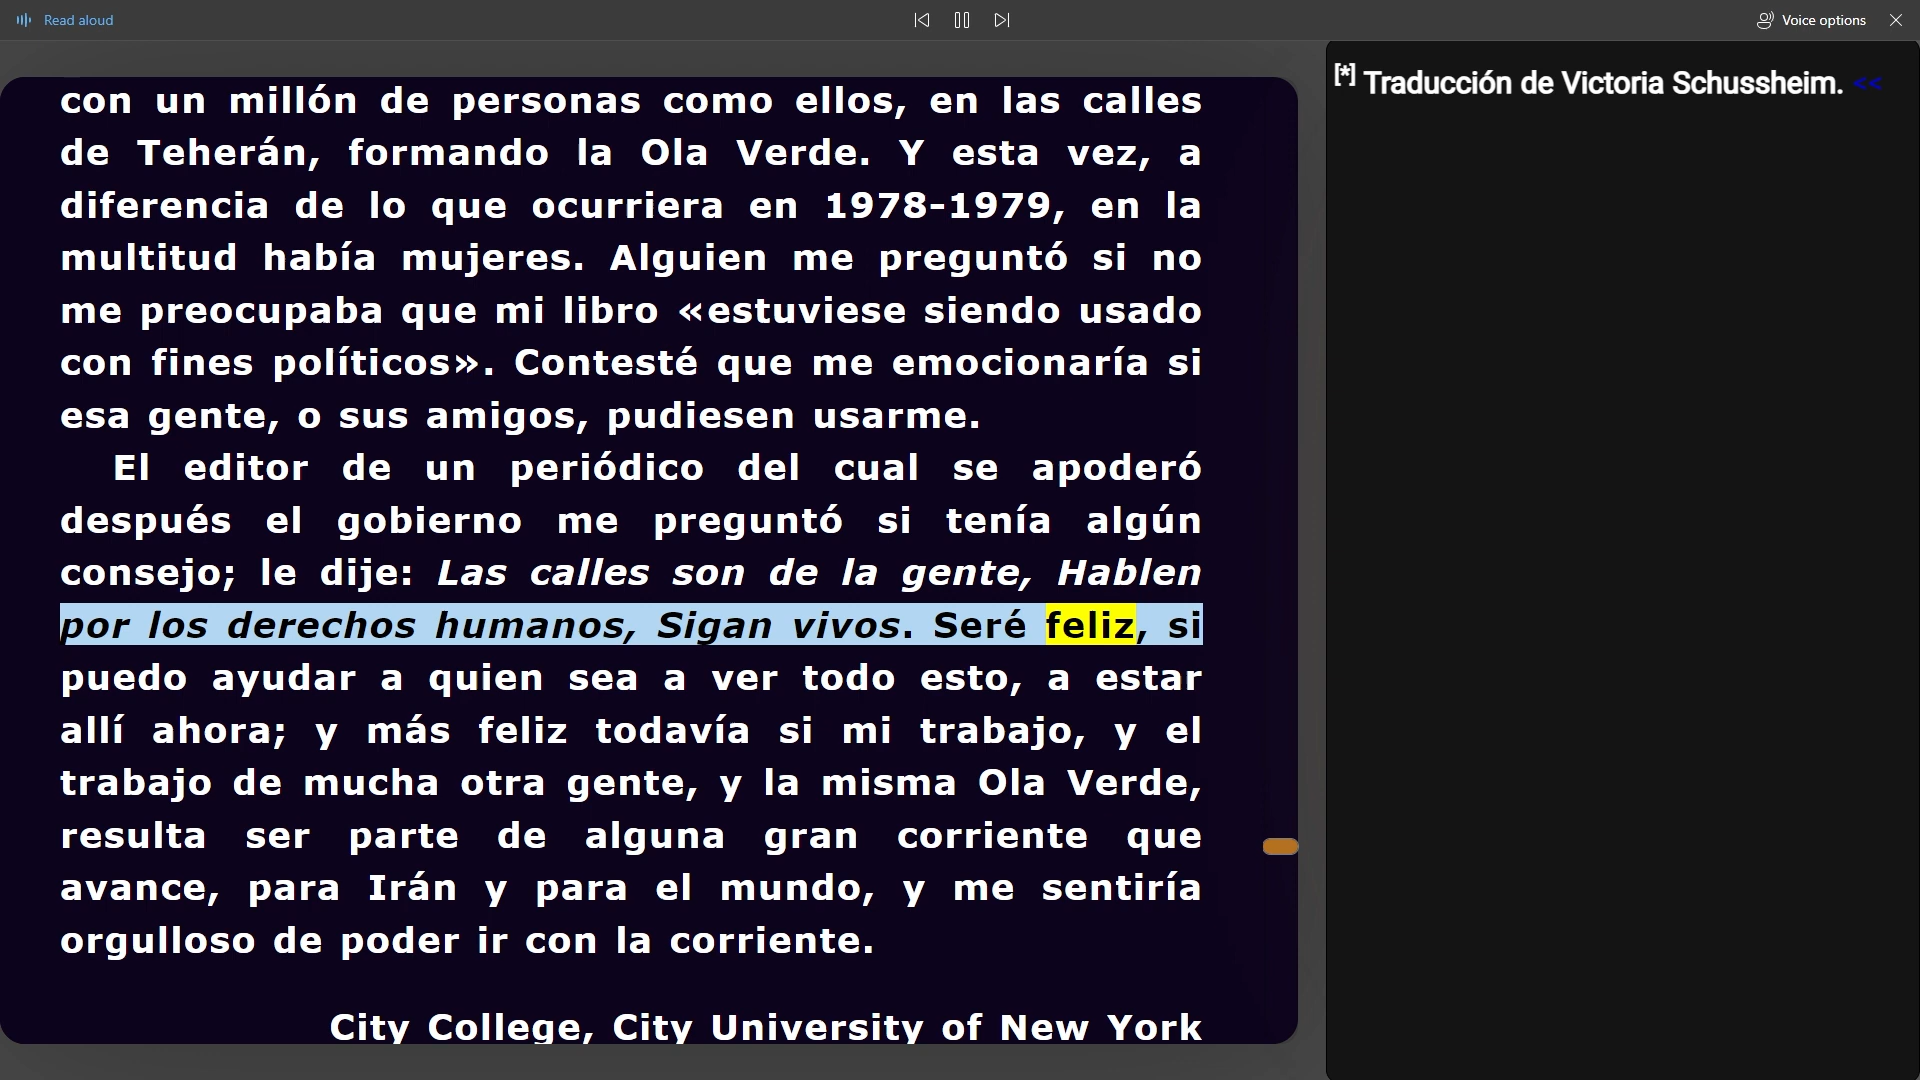 Read aloud
Voice options
con un millón de personas como ellos, en las calles
de Teherán, formando la Ola Verde. Y esta vez, a
diferencia de lo que ocurriera en 1978-1979, en la
multitud había mujeres. Alguien me preguntó si no
me preocupaba que mi libro «estuviese siendo usado
con fines políticos». Contesté que me emocionaría si
esa gente, o sus amigos, pudiesen usarme.
El editor de un periódico del cual se apoderó
después el gobierno me preguntó si tenía algún
consejo; le dije: Las calles son de la gente, Hablen
por los derechos humanos, Sigan vivos. Seré feliz, si
puedo ayudar a quien sea a ver todo esto, a estar
allí ahora; y más feliz todavía si mi trabajo, y el
trabajo de mucha otra gente, y la misma Ola Verde,
resulta ser parte de alguna gran corriente que
avance, para Irán y para el mundo, y me sentiría
orgulloso de poder ir con la corriente.
City College, City University of New York
[*] Traducción de Victoria Schussheim. <<